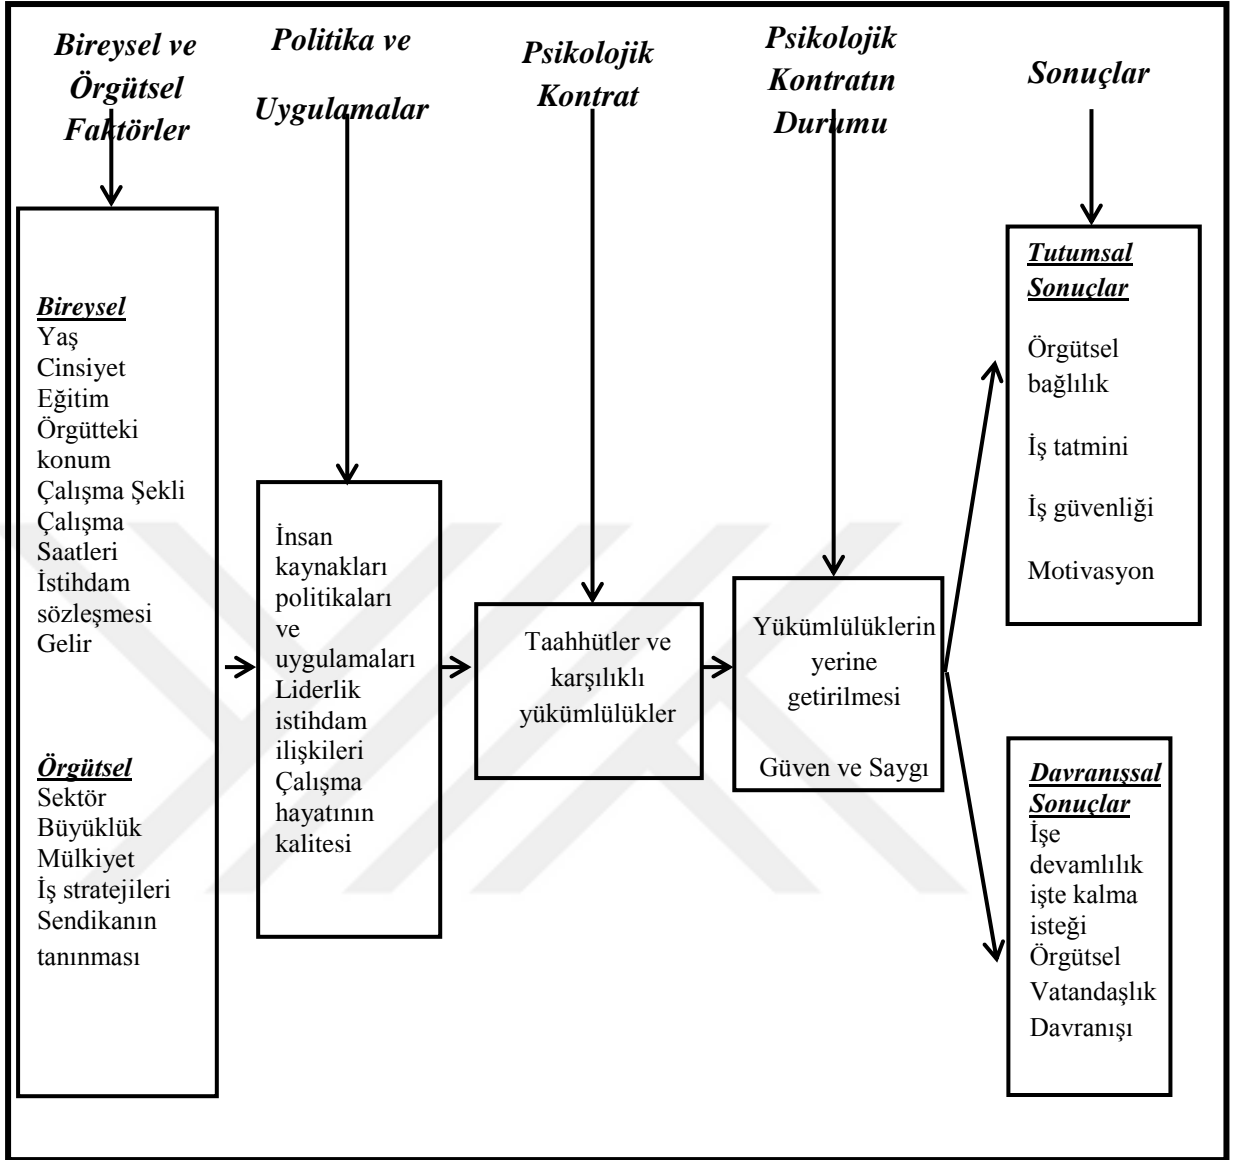 Bireysel ve
Örgütsel
Faktörler
Politika ve
Uygulamalar
Psikolojik
Kontrat
Psikolojik
Kontratın
Durumu
Sonuçlar
Bireysel
Yaş
Cinsiyet
Eğitim
Örgütteki
konum
Çalışma Şekli
Çalışma
Saatleri
İstihdam
sözleşmesi
Gelir
Örgütsel
Sektör
Büyüklük
Mülkiyet
İş stratejileri
Sendikanın
tanınması
İnsan
kaynakları
politikaları
ve
uygulamaları
Liderlik
istihdam
ilişkileri
Çalışma
hayatının
kalitesi
Taahhütler ve
karşılıklı
yükümlülükler
Yükümlülüklerin
yerine
getirilmesi
Güven ve Saygı
Tutumsal
Sonuçlar
Örgütsel
bağlılık
İş tatmini
İş güvenliği
Motivasyon
Davranışsal
Sonuçlar
İşe
devamlılık
işte kalma
isteği
Örgütsel
Vatandaşlık
Davranışı